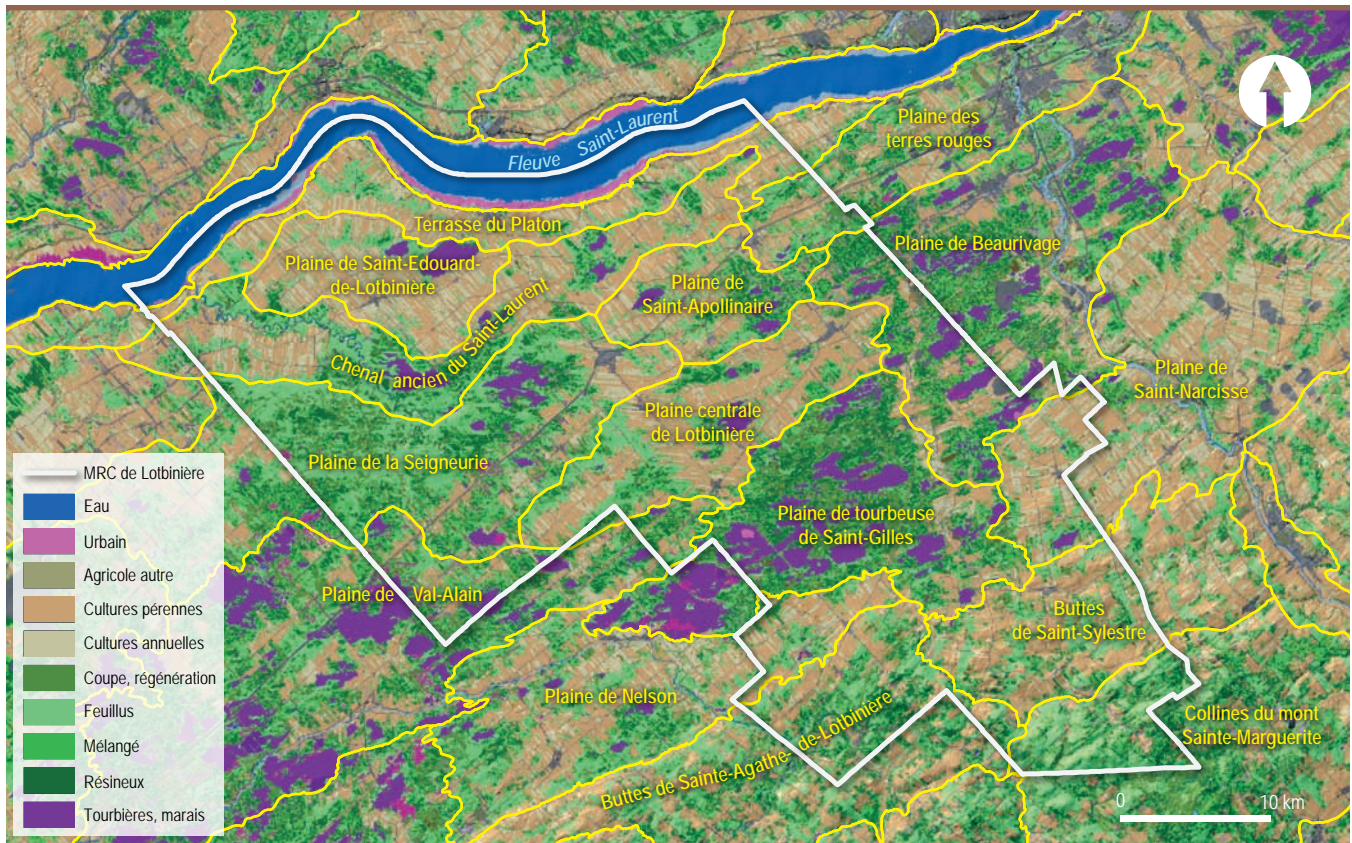 Fleuve Saint-Laurent
Plaine des
terres rouges
Terrasse du Platon
Plaine de Beaurivage
Plaine de Saint-Edouard-
de-Lotbinière
Plaine de
Saint-Apollinaire
Chenal ancien du Saint-Laurent
Plaine de
Saint-Narcisse
Plaine centrale
de Lotbinière
Plaine de la Seigneurie
Plaine de tourbeuse
de Saint-Gilles
Plaine de Val-Alain
Buttes
de Saint-Sylestre
Plaine de Nelson
Buttes de Sainte-Agathe-de-Lotbinière
Collines du mont
Sainte-Marguerite
MRC de Lotbinière
Eau
Urbain
Agricole autre
Cultures pérennes
Cultures annuelles
Coupe, régénération
Feuillus
Mélangé
Résineux
Tourbières, marais
0 10 km